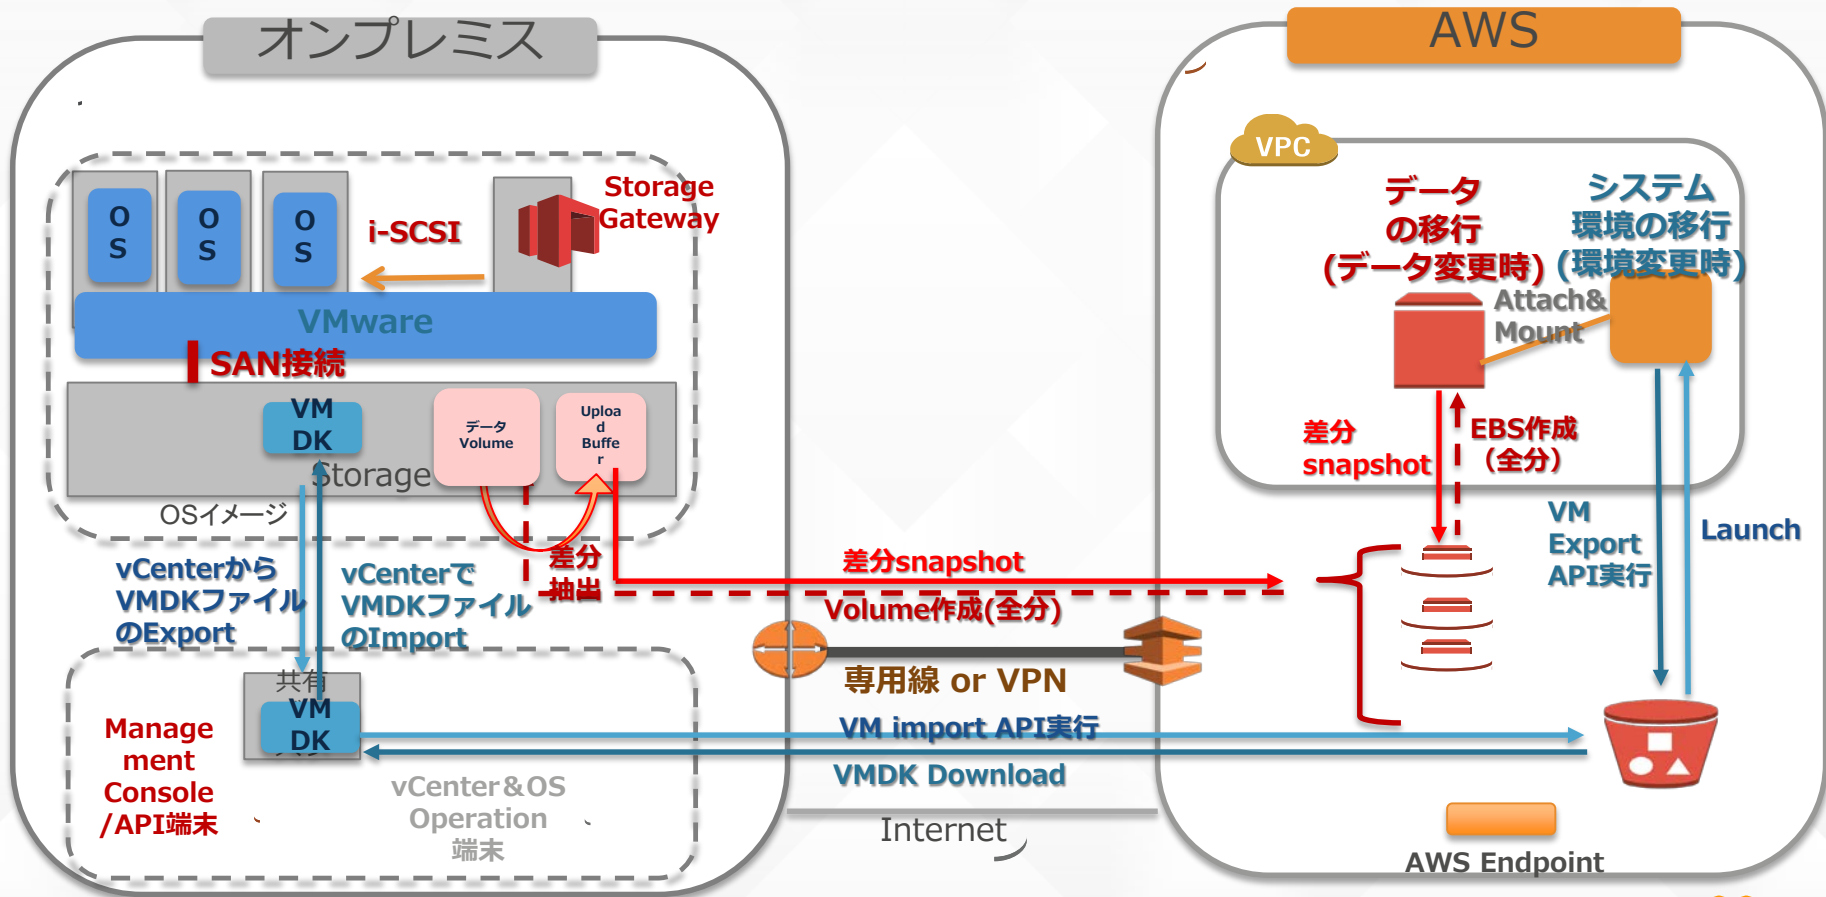 オンプレミス
AWS
VPC
O
S
O
S
O
S
i-SCSI
Storage
Gateway
VMware
SAN接続
VM
DK
データ
Volume
Uploa
d
Buffe
r
Storage
OSイメージ
差分
抽出
vCenterから
VMDKファイル
のExport
vCenterで
VMDKファイル
のImport
共有
VM
DK
Manage
ment
Console
/API端末
vCenter&OS
Operation
端末
差分snapshot
Volume作成(全分)
専用線 or VPN
VM import API実行
VMDK Download
Internet
データ
の移行
(データ変更時)
システム
環境の移行
(環境変更時)
Attach&
Mount
差分
snapshot
EBS作成
（全分）
VM
Export
API実行
Launch
AWS Endpoint